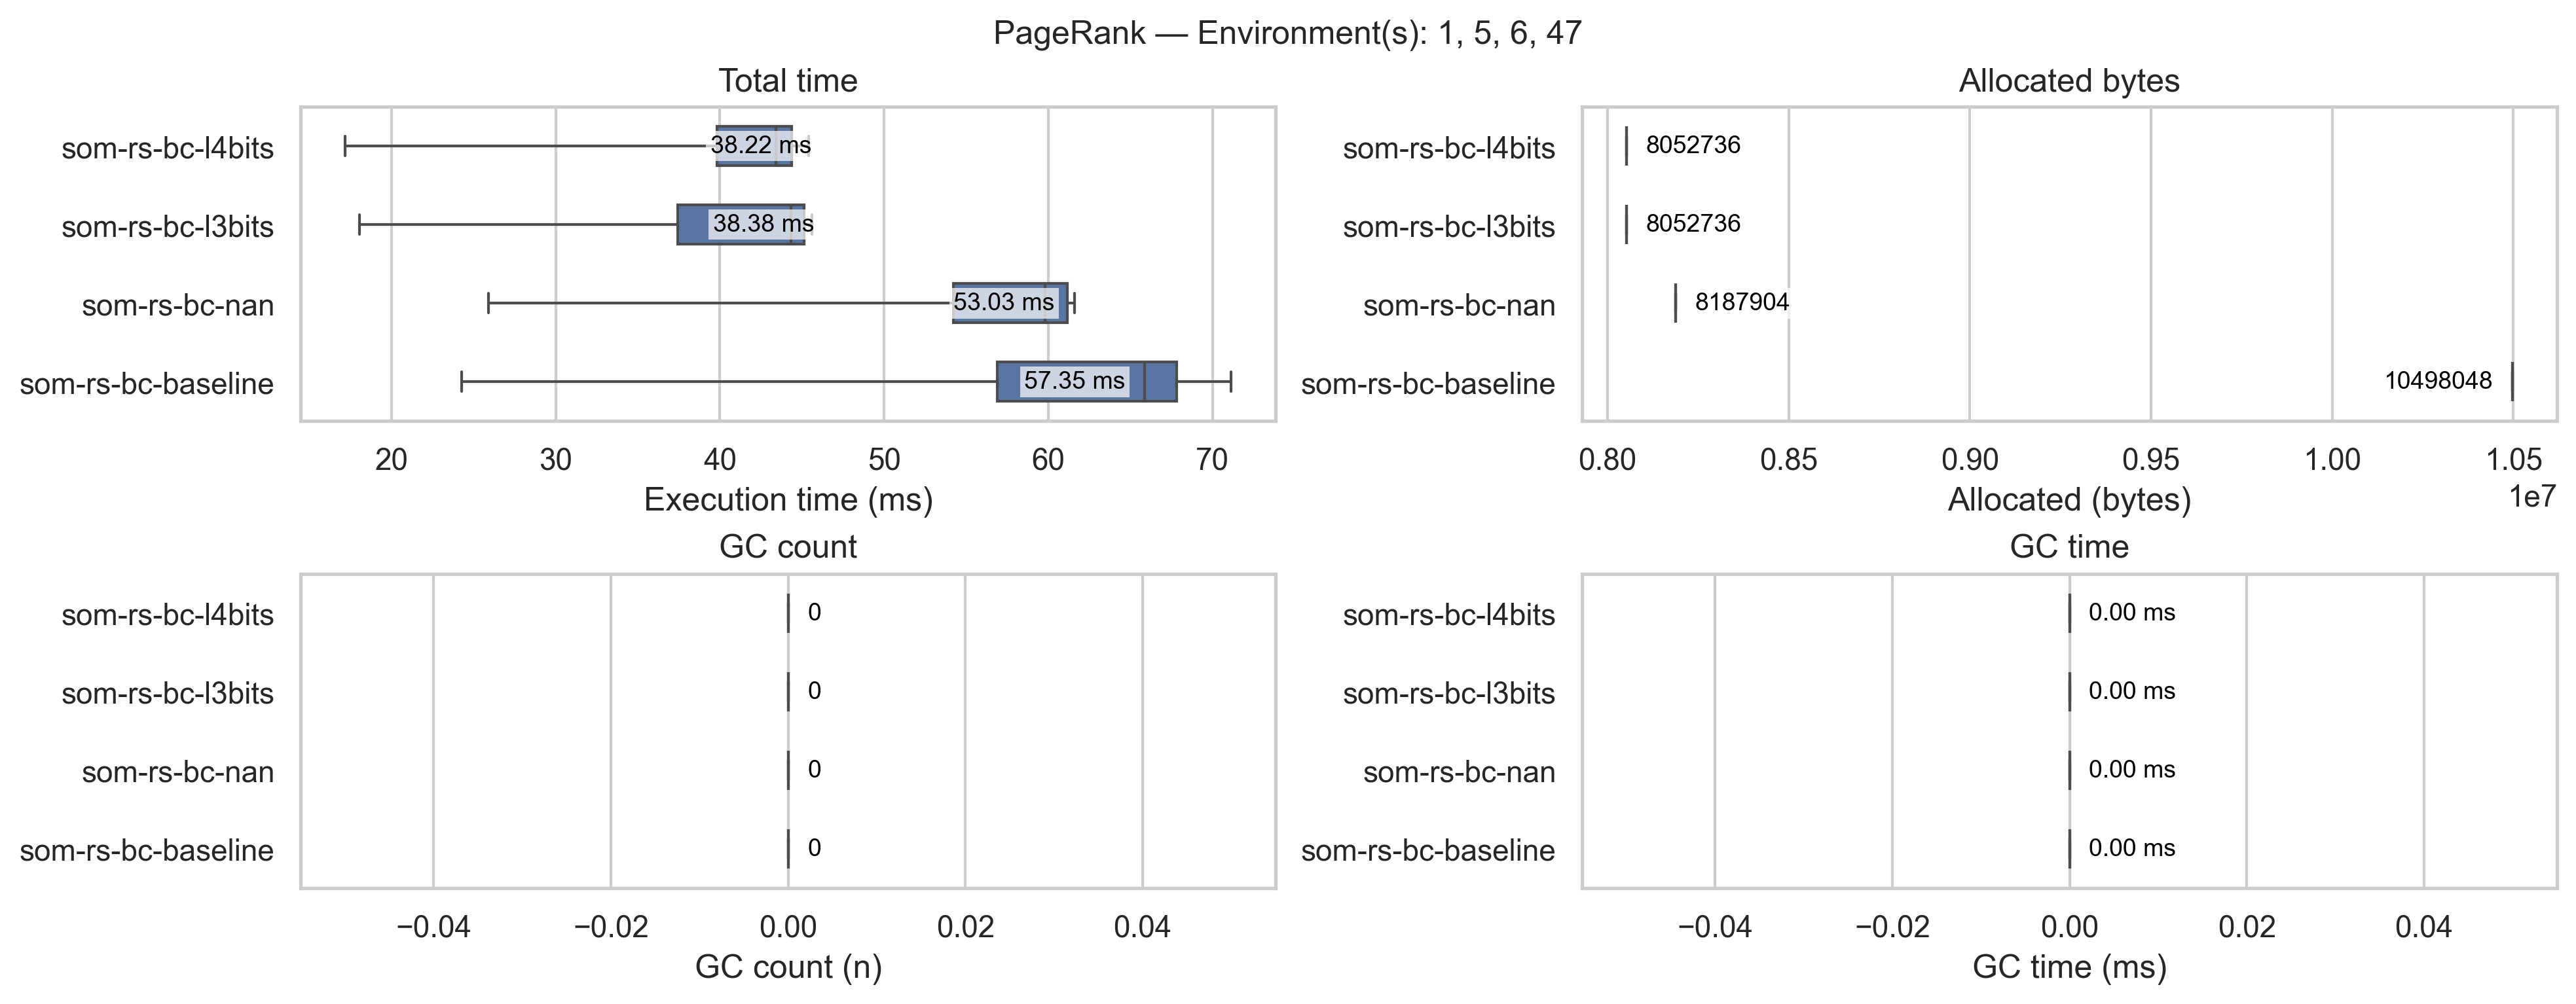 PageRank — Environment(s): 1, 5, 6, 47
Total time
som-rs-bc-l4bits
38.22 ms
som-rs-bc-l3bits
38.38 ms
som-rs-bc-nan
53.03 ms
som-rs-bc-baseline
57.35 ms
20 30 40 50 60 70
Execution time (ms)
Allocated bytes
som-rs-bc-l4bits
8052736
som-rs-bc-l3bits
8052736
som-rs-bc-nan
8187904
som-rs-bc-baseline
10498048
0.80 0.85 0.90 0.95 1.00 1.05
1e7
Allocated (bytes)
GC count
som-rs-bc-l4bits
0
som-rs-bc-l3bits
0
som-rs-bc-nan
0
som-rs-bc-baseline
0
−0.04 −0.02 0.00 0.02 0.04
GC count (n)
GC time
som-rs-bc-l4bits
0.00 ms
som-rs-bc-l3bits
0.00 ms
som-rs-bc-nan
0.00 ms
som-rs-bc-baseline
0.00 ms
−0.04 −0.02 0.00 0.02 0.04
GC time (ms)